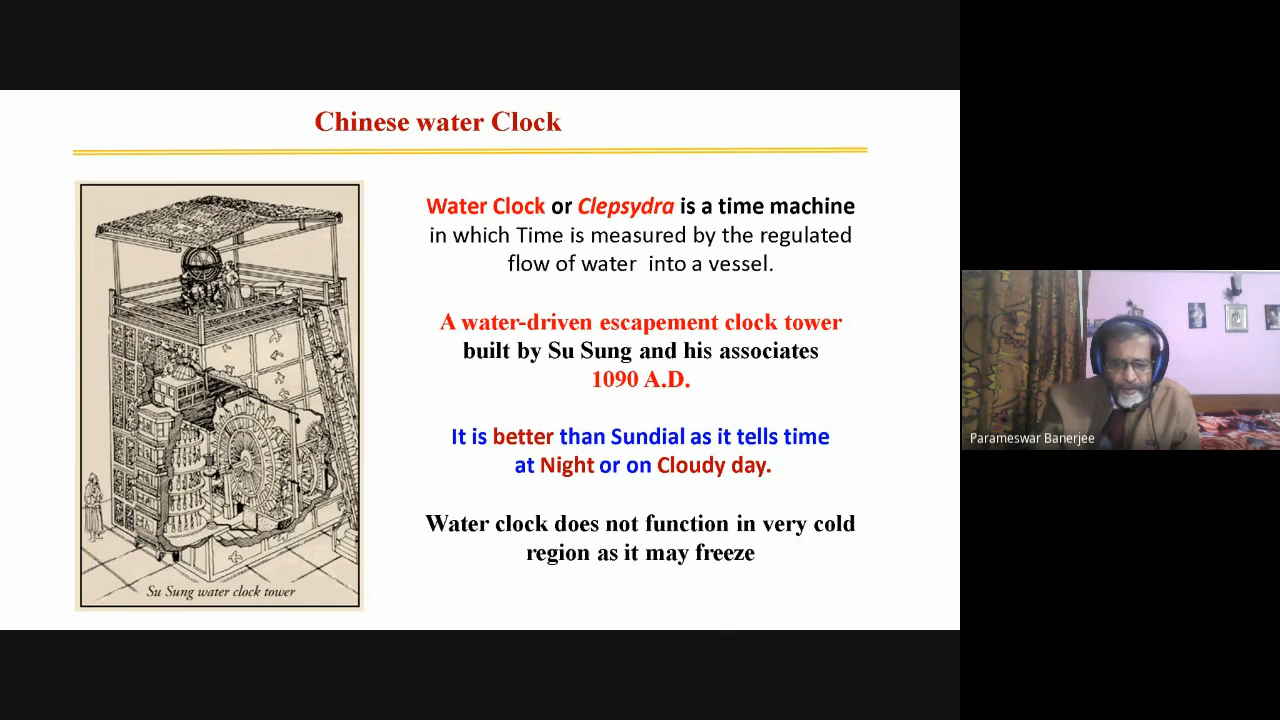 Chinese water Clock
Water Clock or Clepsydra is a time machine
in which Time is measured by the regulated
flow of water into a vessel.
A water-driven escapement clock tower
built by Su Sung and his associates
1090 A.D.
It is better than Sundial as it tells time
at Night or on Cloudy day.
Water clock does not function in very cold
region as it may freeze
Su Sung water clock tower
Parameswar Banerjee